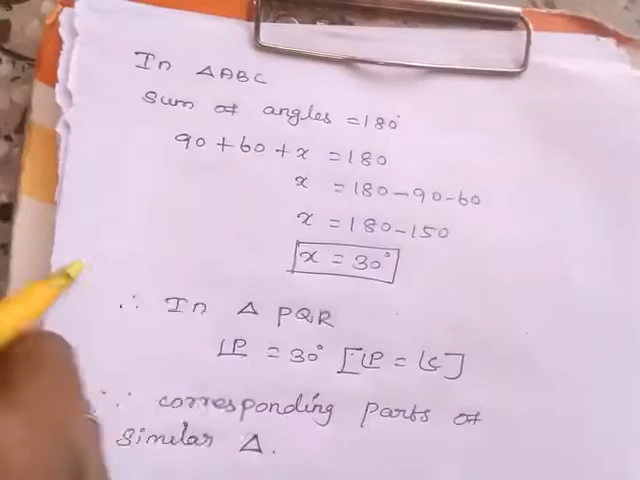 In △ABC
Sum of angles =180°
90+60+x =180
x =180-90-60
x =180-150
x = 30°
∴ In △ PQR
∠P = 30° [∠P = ∠C]
∵ corresponding parts of
Similar △.